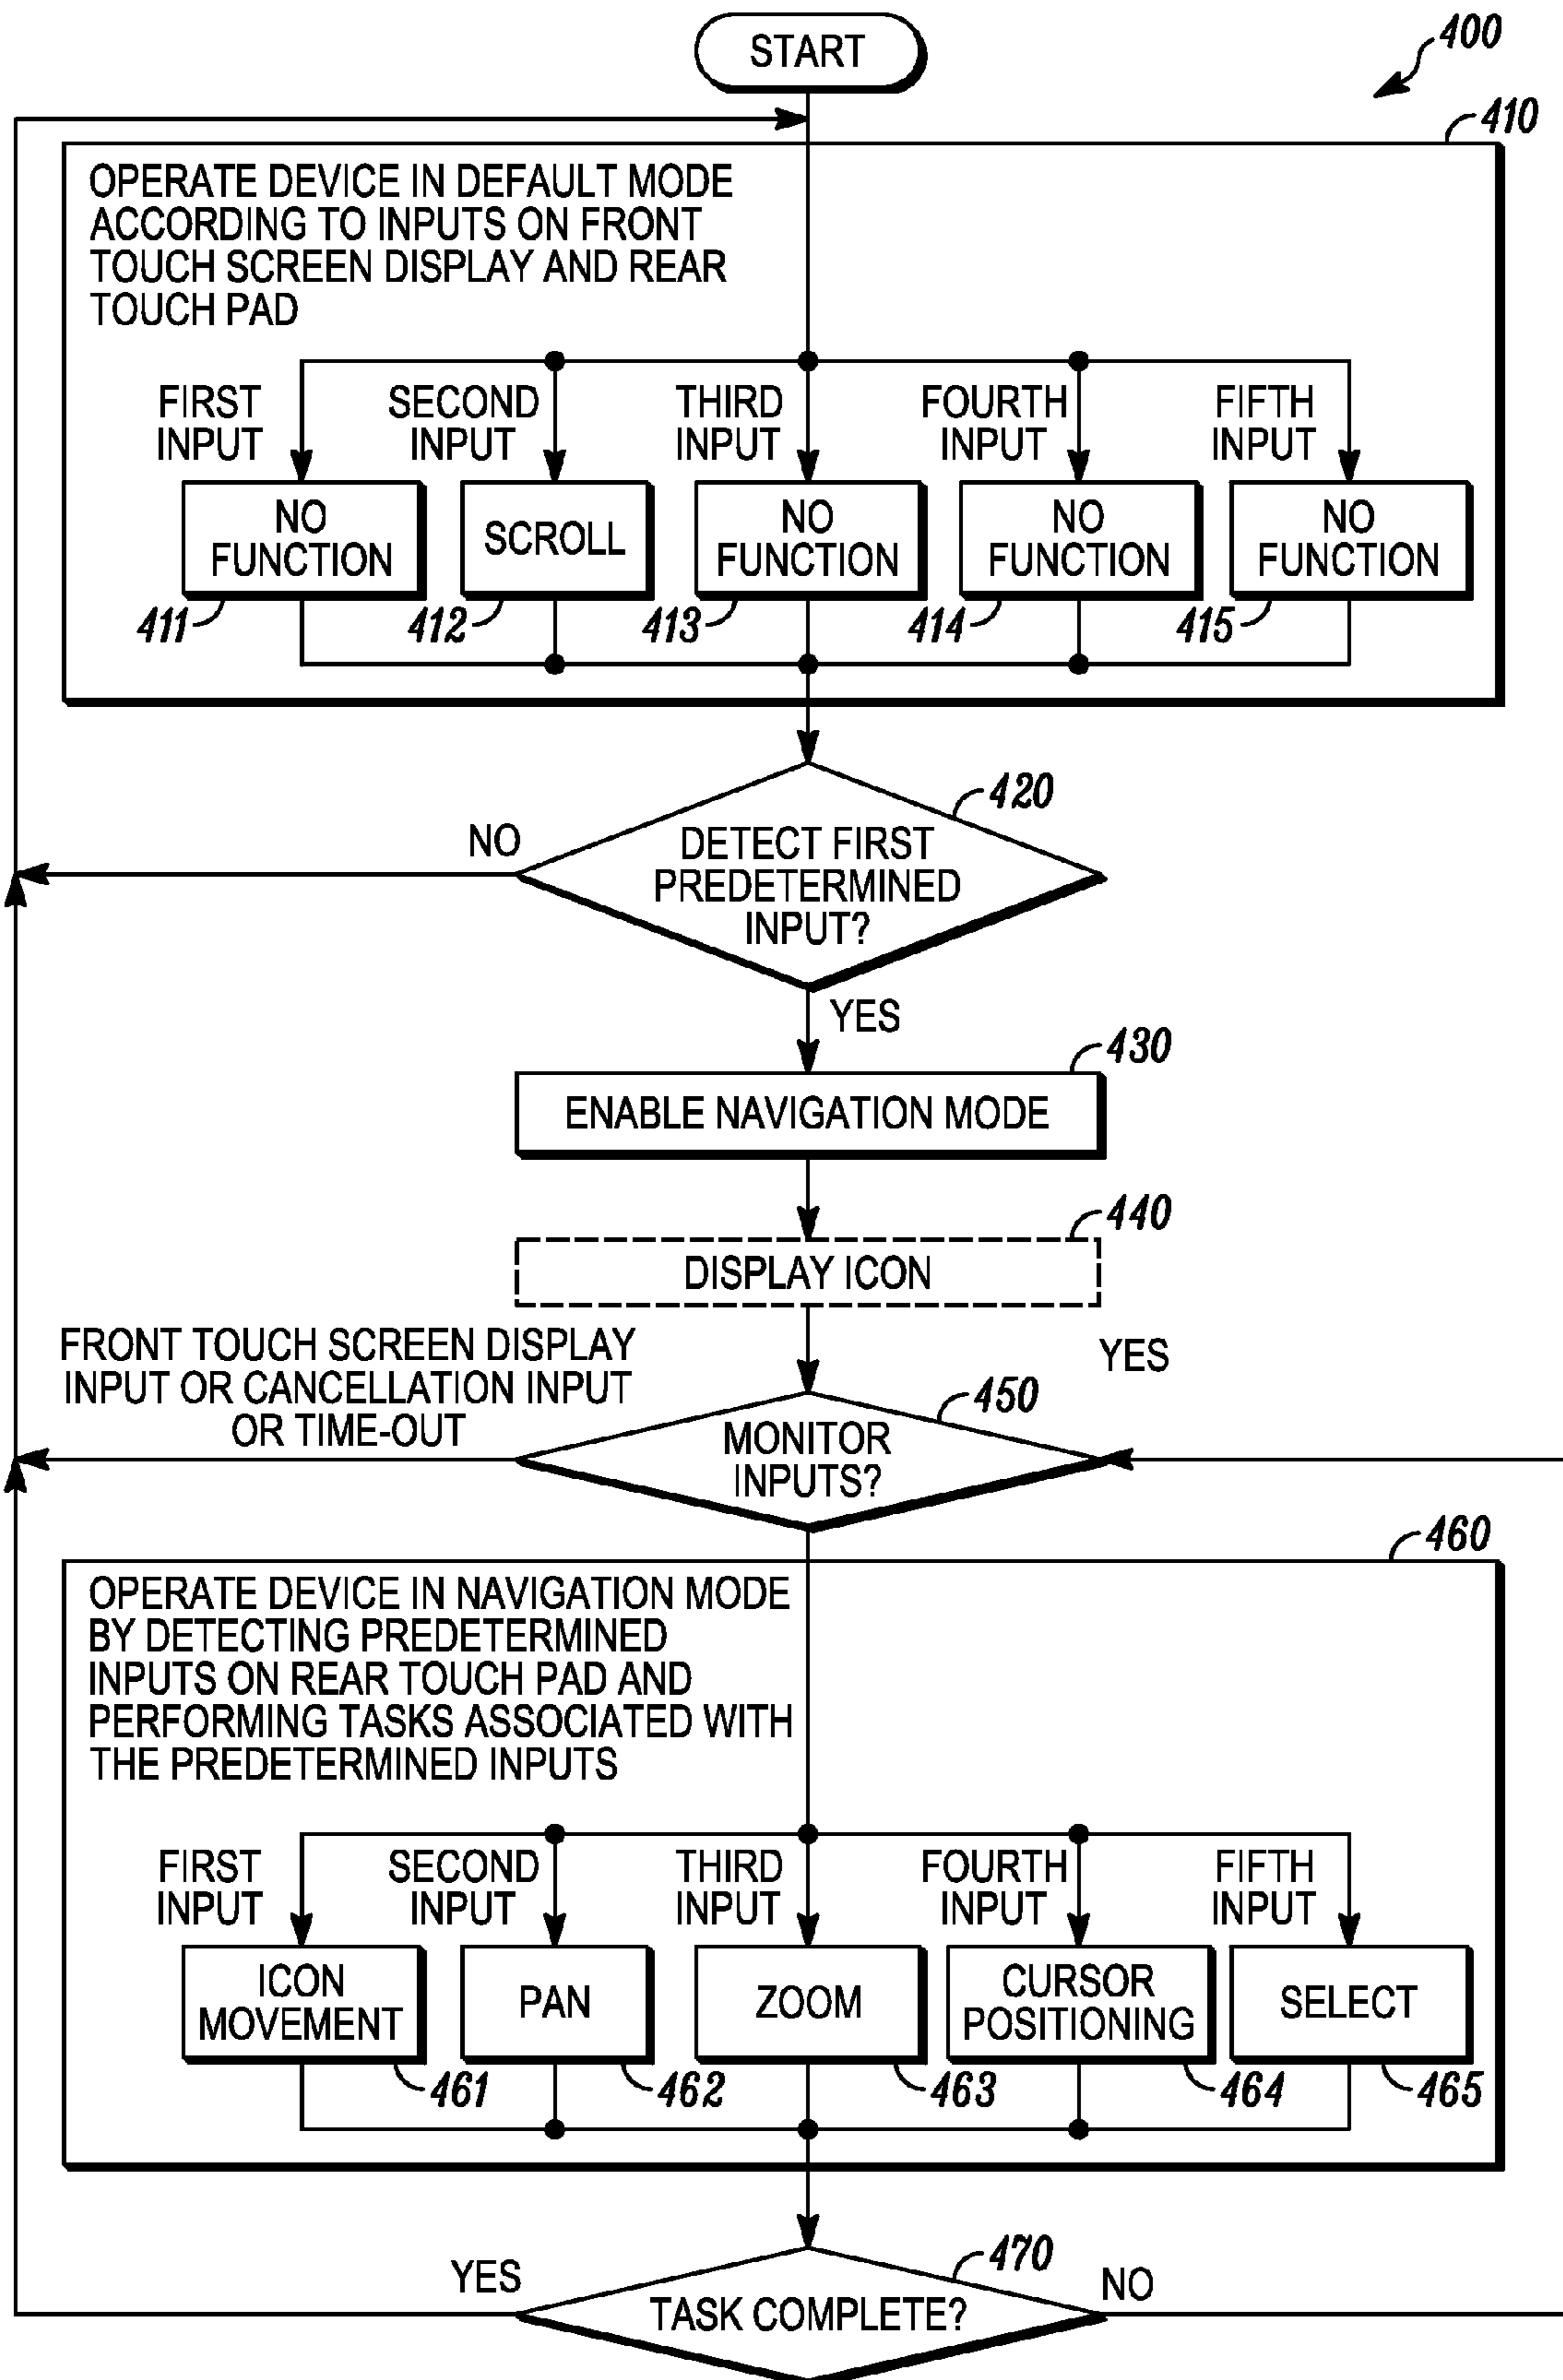 START
400
410
OPERATE DEVICE IN DEFAULT MODE
ACCORDING TO INPUTS ON FRONT
TOUCH SCREEN DISPLAY AND REAR
TOUCH PAD
FIRST
INPUT
SECOND
INPUT
THIRD
INPUT
FOURTH
INPUT
FIFTH
INPUT
NO
FUNCTION
SCROLL
NO
FUNCTION
NO
FUNCTION
NO
FUNCTION
411
412
413
414
415
420
NO
DETECT FIRST
PREDETERMINED
INPUT?
YES
430
ENABLE NAVIGATION MODE
440
DISPLAY ICON
FRONT TOUCH SCREEN DISPLAY
INPUT OR CANCELLATION INPUT
OR TIME-OUT
YES
450
MONITOR
INPUTS?
460
OPERATE DEVICE IN NAVIGATION MODE
BY DETECTING PREDETERMINED
INPUTS ON REAR TOUCH PAD AND
PERFORMING TASKS ASSOCIATED WITH
THE PREDETERMINED INPUTS
FIRST
INPUT
SECOND
INPUT
THIRD
INPUT
FOURTH
INPUT
FIFTH
INPUT
ICON
MOVEMENT
PAN
ZOOM
CURSOR
POSITIONING
SELECT
461
462
463
464
465
470
YES
NO
TASK COMPLETE?